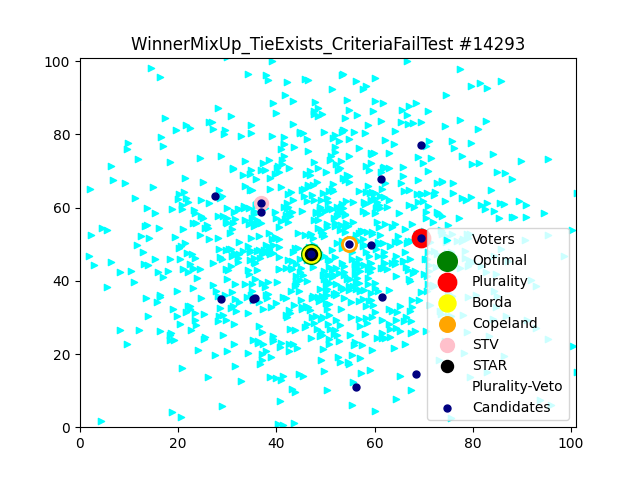 WinnerMixUp_TieExists_CriteriaFailTest #14293
100
80
60
40
20
0
0 20 40 60 80 100
Voters
Optimal
Plurality
Borda
Copeland
STV
STAR
Plurality-Veto
Candidates